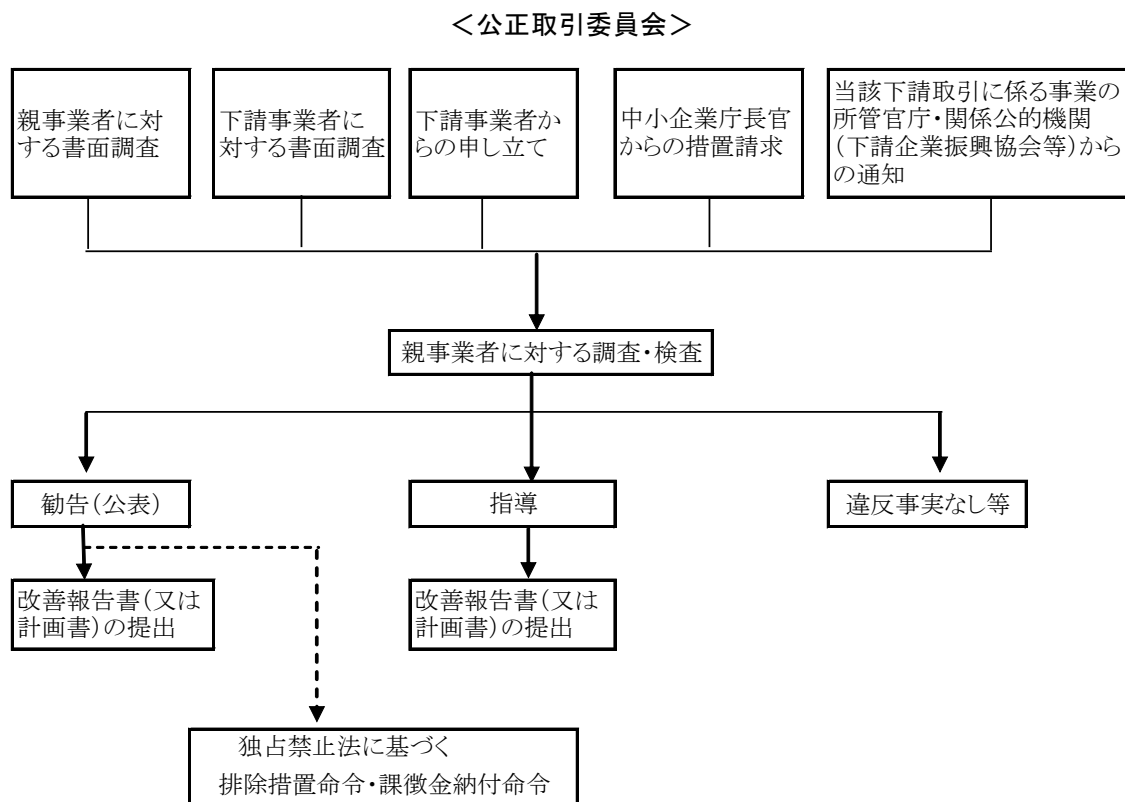 ＜公正取引委員会＞
親事業者に対
する書面調査
下請事業者に
対する書面調査
下請事業者か
らの申し立て
中小企業庁長官
からの措置請求
当該下請取引に係る事業の
所管官庁・関係公的機関
（下請企業振興協会等）から
の通知
親事業者に対する調査・検査
勧告（公表）
指導
違反事実なし等
改善報告書（又は
計画書）の提出
改善報告書（又は
計画書）の提出
独占禁止法に基づく
排除措置命令・課徴金納付命令